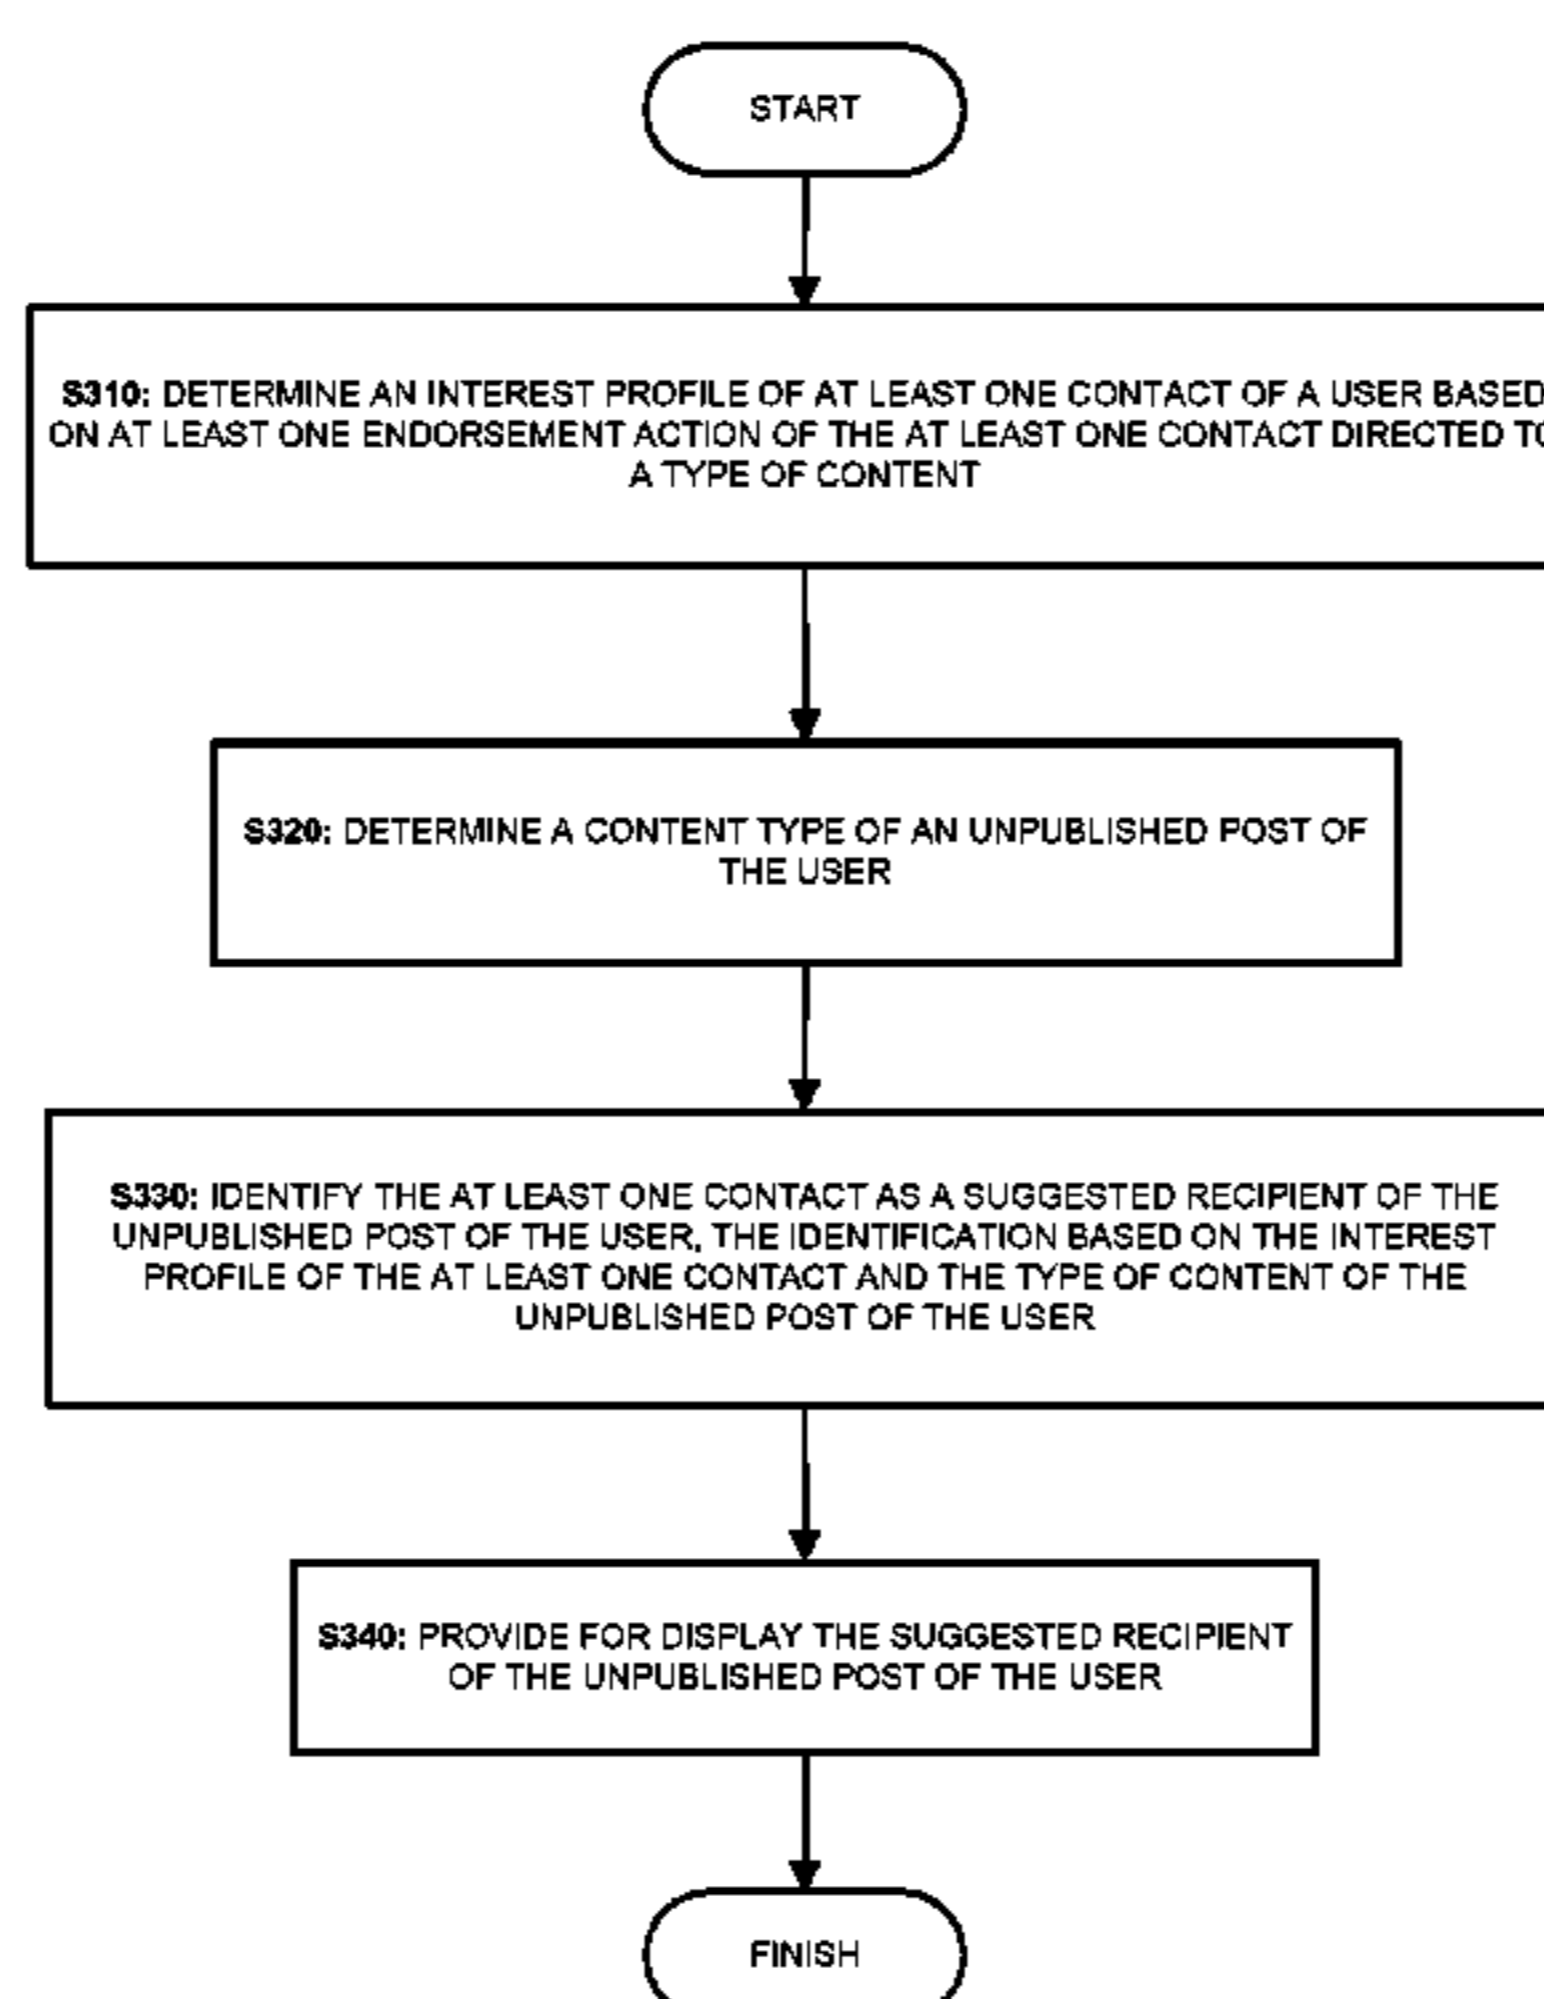 START
S310: DETERMINE AN INTEREST PROFILE OF AT LEAST ONE CONTACT OF A USER BASED
ON AT LEAST ONE ENDORSEMENT ACTION OF THE AT LEAST ONE CONTACT DIRECTED TO
A TYPE OF CONTENT
S320: DETERMINE A CONTENT TYPE OF AN UNPUBLISHED POST OF
THE USER
S330: IDENTIFY THE AT LEAST ONE CONTACT AS A SUGGESTED RECIPIENT OF THE
UNPUBLISHED POST OF THE USER, THE IDENTIFICATION BASED ON THE INTEREST
PROFILE OF THE AT LEAST ONE CONTACT AND THE TYPE OF CONTENT OF THE
UNPUBLISHED POST OF THE USER
S340: PROVIDE FOR DISPLAY THE SUGGESTED RECIPIENT
OF THE UNPUBLISHED POST OF THE USER
FINISH